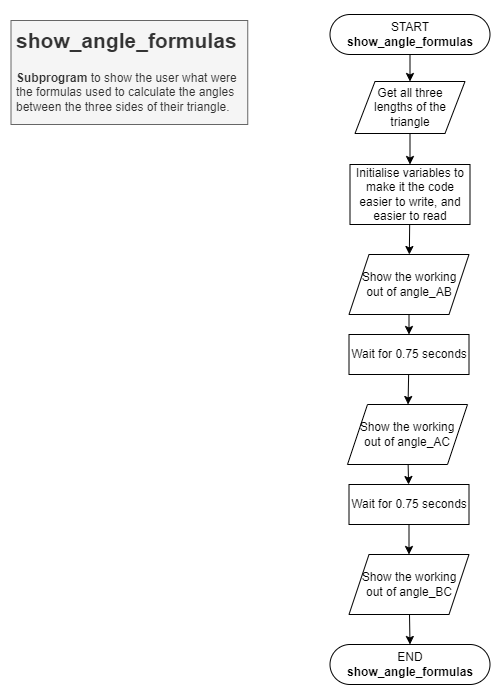 show_angle_formulas
Subprogram to show the user what were
the formulas used to calculate the angles
between the three sides of their triangle.
START
show_angle_formulas
Get all three
lengths of the
triangle
Initialise variables to
make it the code
easier to write, and
easier to read
Show the working
out of angle_AB
Wait for 0.75 seconds
Show the working
out of angle_AC
Wait for 0.75 seconds
Show the working
out of angle_BC
END
show_angle_formulas